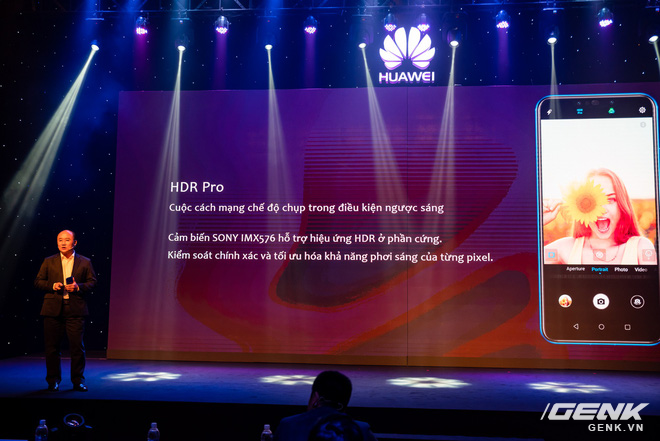 HUAWEI
HDR Pro
Cuộc cách mạng chế độ chụp trong điều kiện ngược sáng
Cảm biến SONY IMX576 hỗ trợ hiệu ứng HDR ở phần cứng.
Kiểm soát chính xác và tối ưu hóa khả năng phơi sáng của từng pixel.
Aperture Portrait Photo Video
GENK
GENK.VN